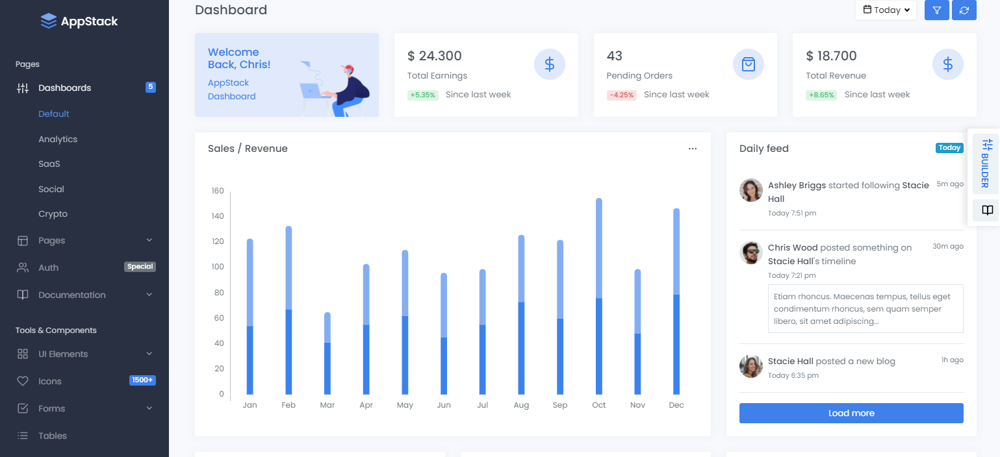 AppStack
Pages
Dashboards 5
Default
Analytics
SaaS
Social
Crypto
Pages
Auth Special
Documentation
Tools & Components
UI Elements
Icons 1500+
Forms
Tables
Dashboard
Today
Welcome
Back, Chris!
AppStack
Dashboard
$ 24.300
Total Earnings
+5.35% Since last week
43
Pending Orders
-4.25% Since last week
$ 18.700
Total Revenue
+8.65% Since last week
Sales / Revenue
160
140
120
100
80
60
40
20
0
Jan Feb Mar Apr May Jun Jul Aug Sep Oct Nov Dec
Daily feed Today
Ashley Briggs started following Stacie 5m ago
Hall
Today 7:51 pm
Chris Wood posted something on 30m ago
Stacie Hall's timeline
Today 7:21 pm
Etiam rhoncus. Maecenas tempus, tellus eget
condimentum rhoncus, sem quam semper
libero, sit amet adipiscing...
Stacie Hall posted a new blog 1h ago
Today 6:35 pm
Load more
BUILDER